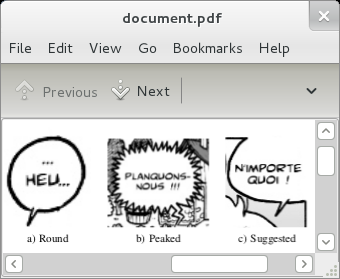 document.pdf
File Edit View Go Bookmarks Help
Previous Next
...
HEU...
PLANQUONS-
NOUS !!!
N'IMPORTE
QUOI !
a) Round b) Peaked c) Suggested